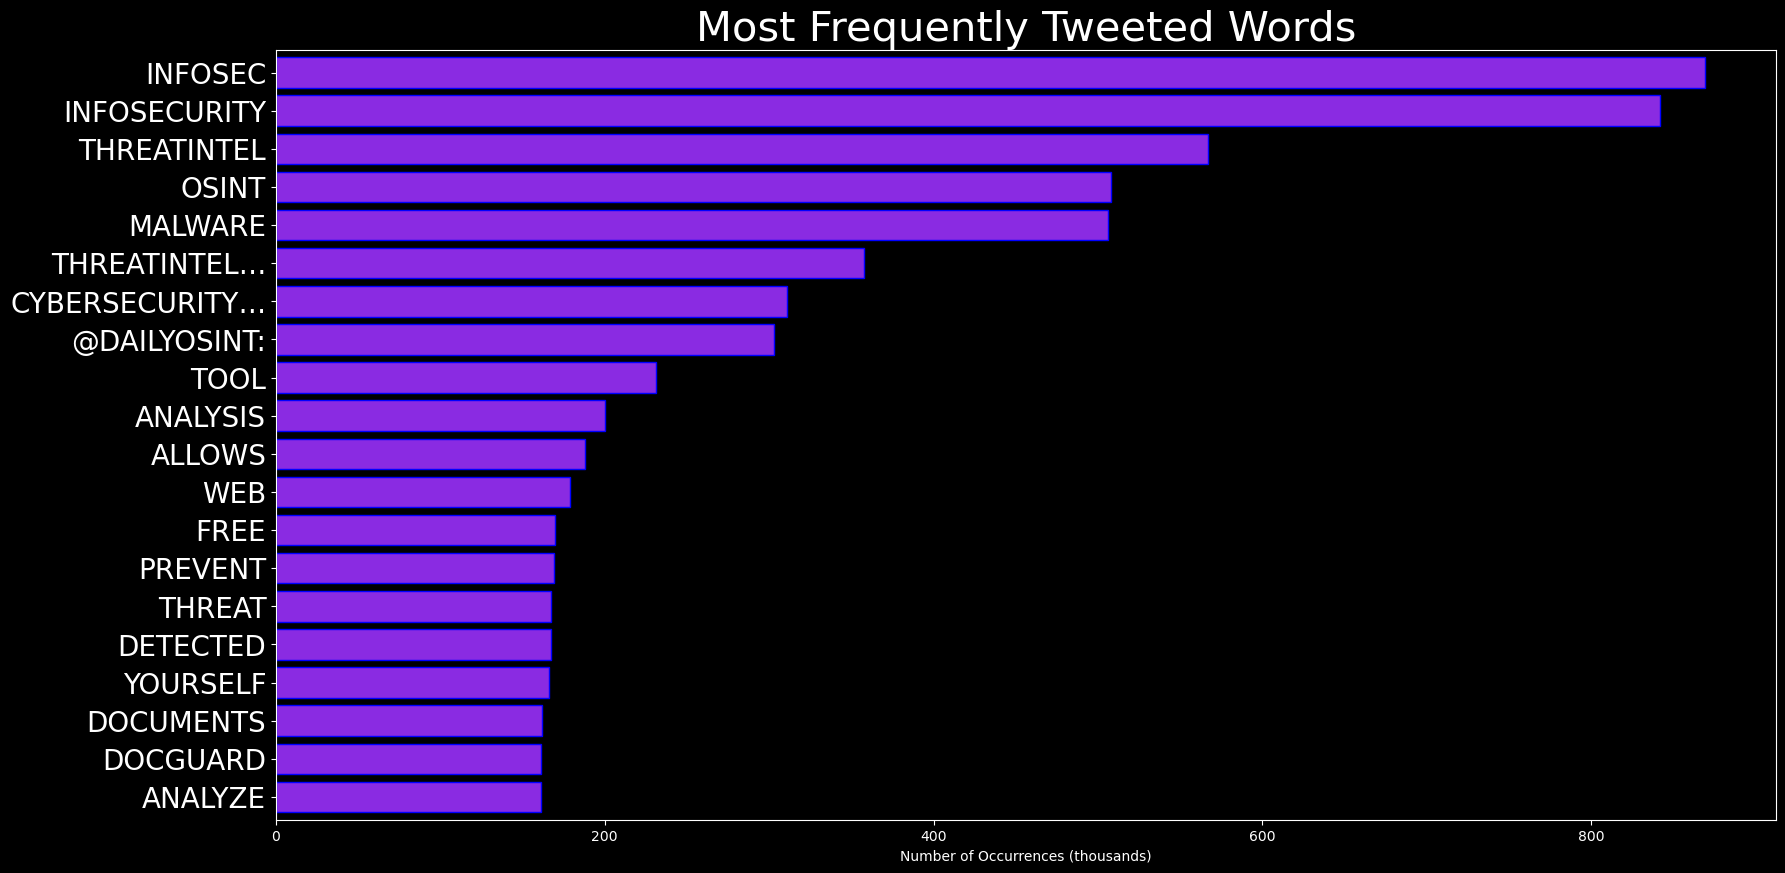 Most Frequently Tweeted Words
INFOSEC
INFOSECURITY
THREATINTEL
OSINT
MALWARE
THREATINTEL...
CYBERSECURITY...
@DAILYOSINT:
TOOL
ANALYSIS
ALLOWS
WEB
FREE
PREVENT
THREAT
DETECTED
YOURSELF
DOCUMENTS
DOCGUARD
ANALYZE
0 200 400 600 800
Number of Occurrences (thousands)